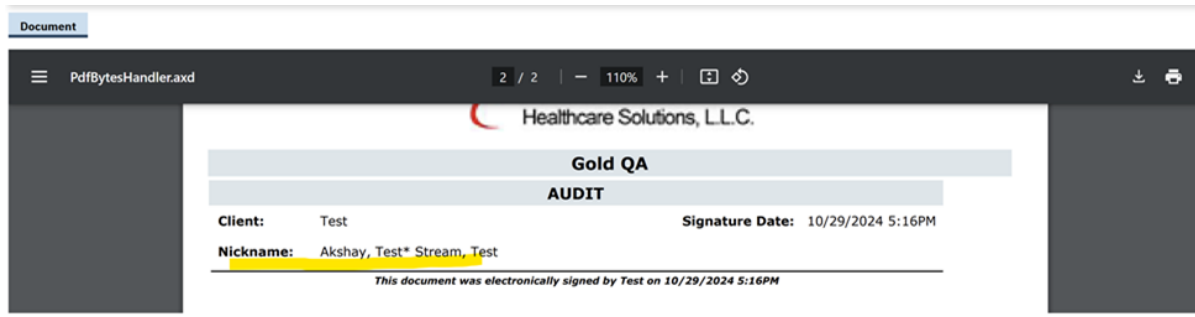 Document
PdfBytesHandler.axd 2 / 2 110%
Healthcare Solutions, L.L.C.
Gold QA
AUDIT
Client: Test Signature Date: 10/29/2024 5:16PM
Nickname: Akshay, Test* Stream, Test
This document was electronically signed by Test on 10/29/2024 5:16PM